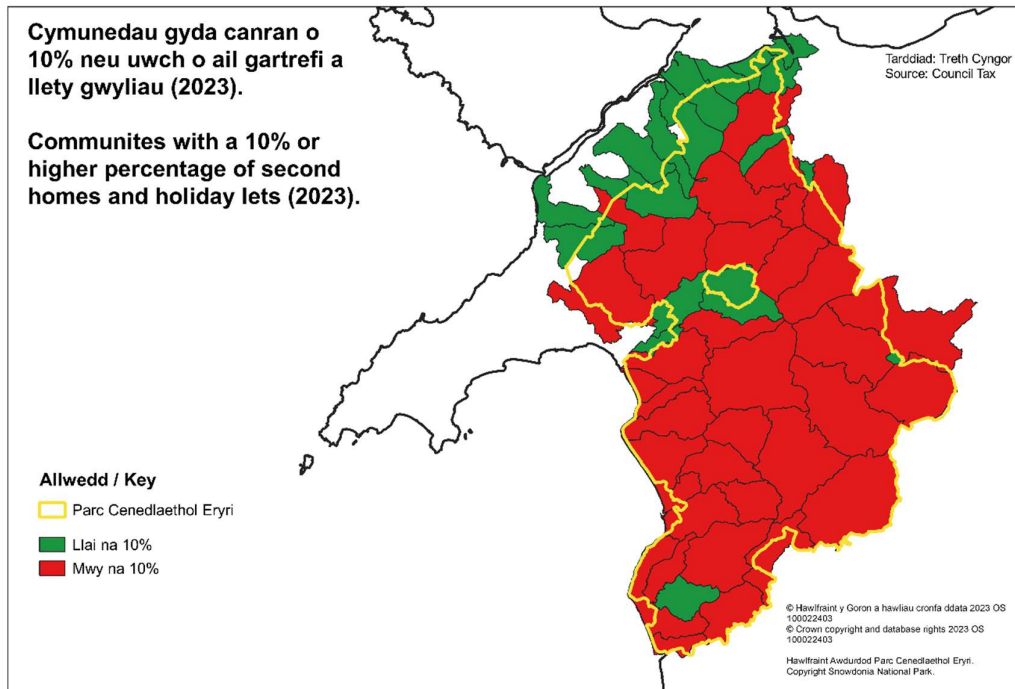 Cymunedau gyda canran o
10% neu uwch o ail gartrefi a
llety gwyliau (2023).
Communites with a 10% or
higher percentage of second
homes and holiday lets (2023).
Tarddiad: Treth Cyngor
Source: Council Tax
Allwedd / Key
Parc Cenedlaethol Eryri
Llai na 10%
Mwy na 10%
© Hawlfraint y Goron a hawliau cronfa ddata 2023 OS
100022403
© Crown copyright and database rights 2023 OS
100022403
Hawlfraint Awdurdod Parc Cenedlaethol Eryri.
Copyright Snowdonia National Park.